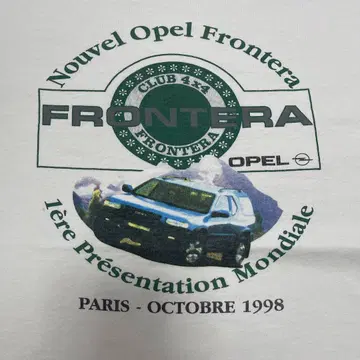 Nouvel Opel Frontera
CLUB 4x4
FRONTERA
FRONTERA
OPEL
1ère Présentation Mondiale
PARIS - OCTOBRE 1998